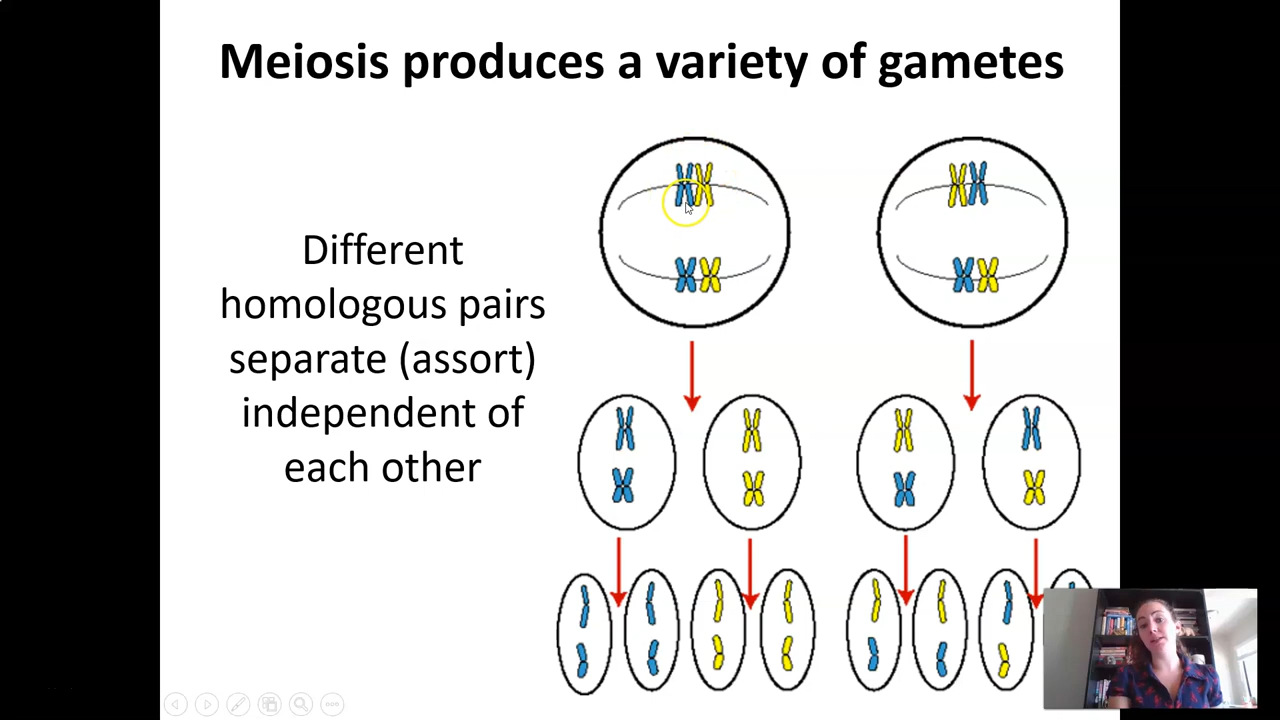 Meiosis produces a variety of gametes
Different
homologous pairs
separate (assort)
independent of
each other